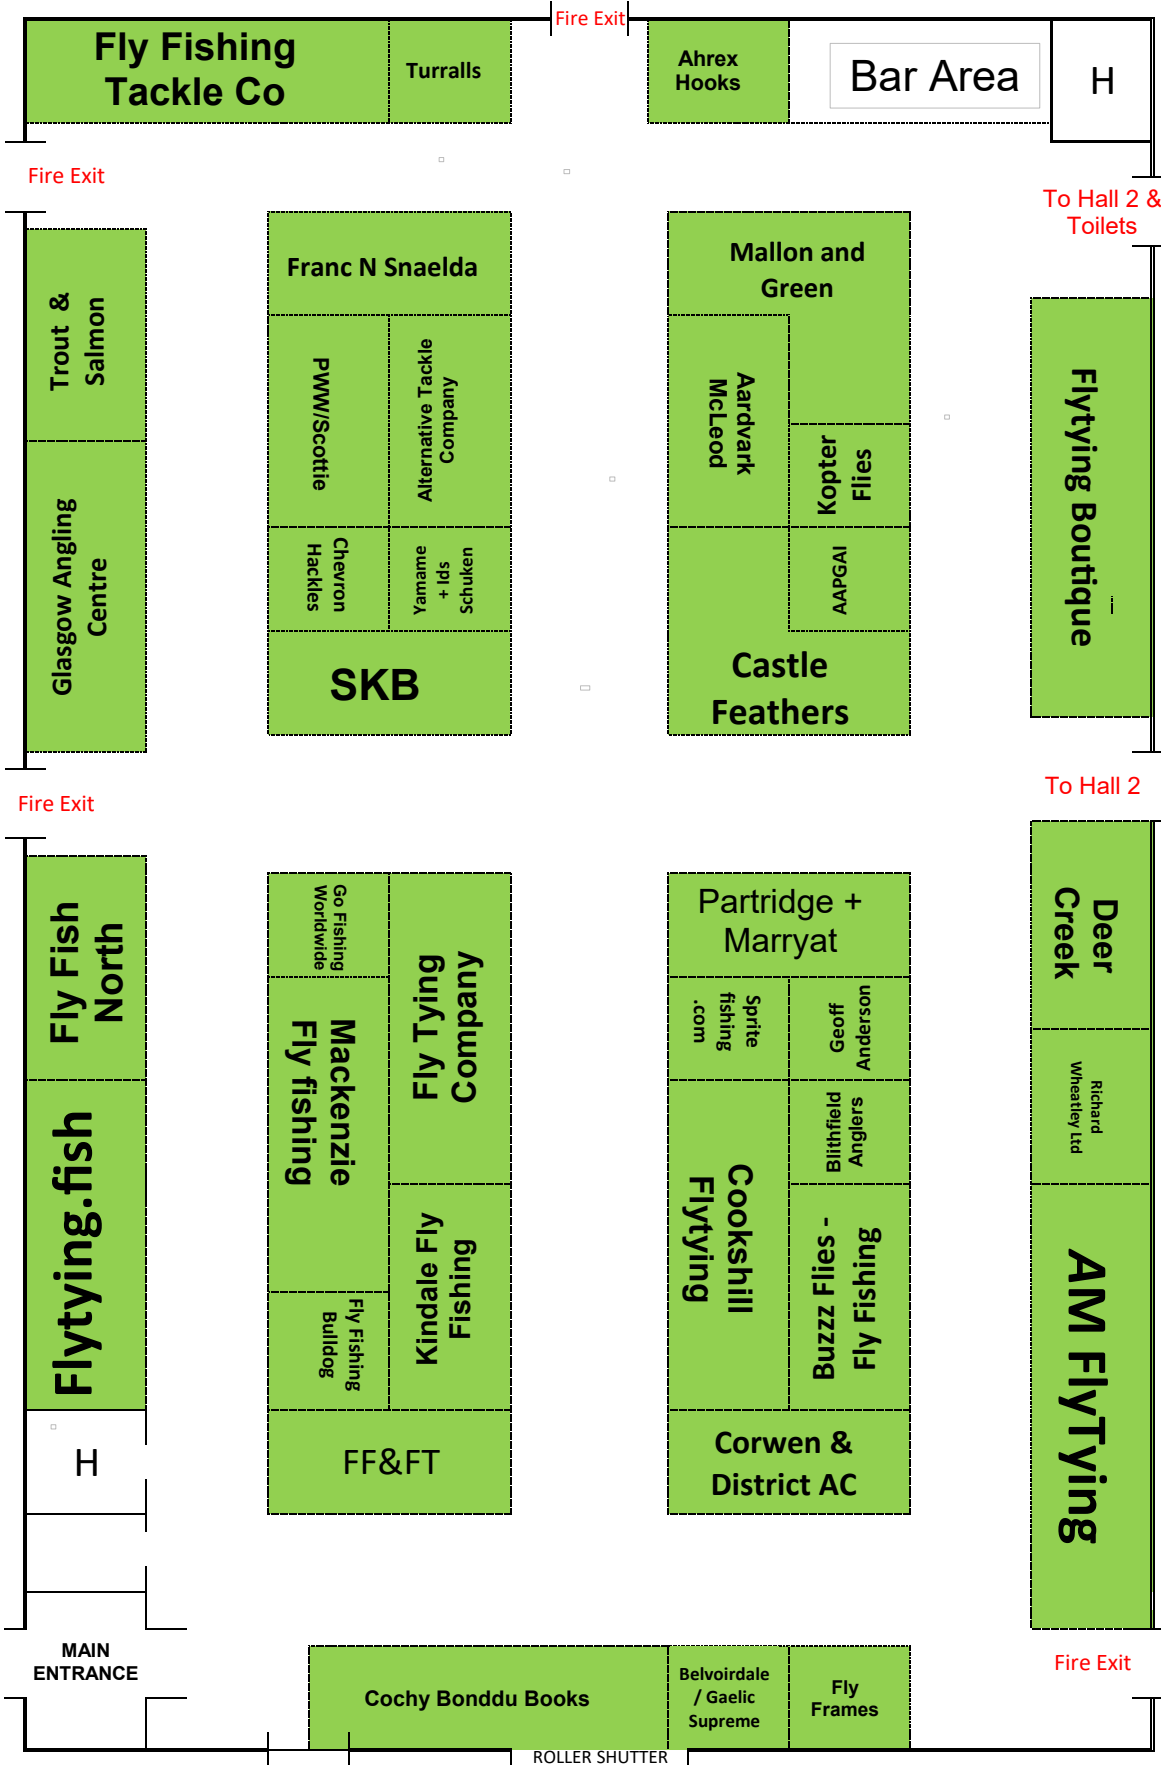 Fire Exit
Fly Fishing
Tackle Co
Turralls
Ahrex
Hooks
Bar Area
H
Fire Exit
To Hall 2 &
Toilets
Trout &
Salmon
Franc N Snaelda
Mallon and
Green
PWW/Scottie
Alternative Tackle
Company
Aardvark
McLeod
Kopter
Flies
Flytying Boutique
Glasgow Angling
Centre
Chevron
Hackles
Yamame
+ Ids
Schuken
AAPGAI
SKB
Castle
Feathers
Fire Exit
To Hall 2
Fly Fish
North
Go Fishing
Worldwide
Fly Tying
Company
Partridge +
Marryat
Deer
Creek
Mackenzie
Fly fishing
Sprite
fishing
.com
Geoff
Anderson
Richard
Wheatley Ltd
Flytying.fish
Cookshill
Flytying
Blithfield
Anglers
Kindale Fly
Fishing
Buzzz Flies -
Fly Fishing
AM FlyTying
Fly Fishing
Bulldog
H
FF&FT
Corwen &
District AC
MAIN
ENTRANCE
Cochy Bonddu Books
Belvoirdale
/ Gaelic
Supreme
Fly
Frames
Fire Exit
ROLLER SHUTTER